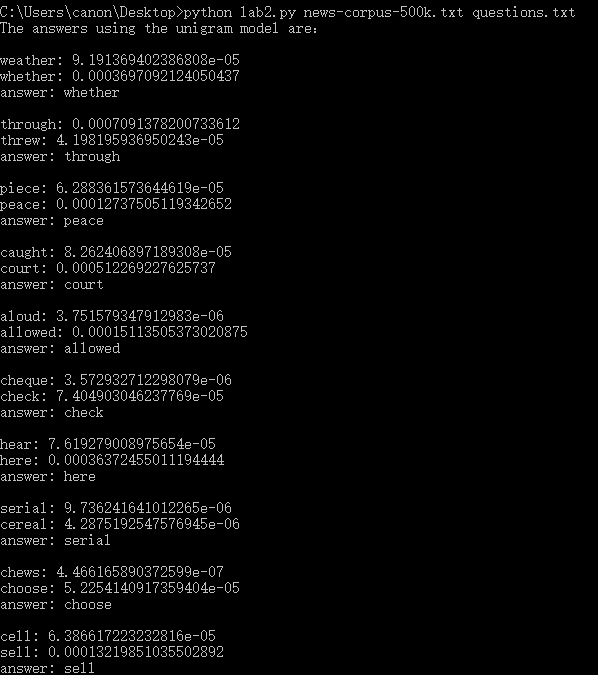 C:\Users\canon\Desktop>python lab2.py news-corpus-500k.txt questions.txt
The answers using the unigram model are:
weather: 9.191369402386808e-05
whether: 0.0003697092124050437
answer: whether
through: 0.0007091378200733612
threw: 4.198195936950243e-05
answer: through
piece: 6.288361573644619e-05
peace: 0.00012737505119342652
answer: peace
caught: 8.262406897189308e-05
court: 0.000512269227625737
answer: court
aloud: 3.751579347912983e-06
allowed: 0.00015113505373020875
answer: allowed
cheque: 3.572932712298079e-06
check: 7.404903046237769e-05
answer: check
hear: 7.619279008975654e-05
here: 0.00036372455011194444
answer: here
serial: 9.736241641012265e-06
cereal: 4.2875192547576945e-06
answer: serial
chews: 4.466165890372599e-07
choose: 5.2254140917359404e-05
answer: choose
cell: 6.386617223232816e-05
sell: 0.00013219851035502892
answer: sell